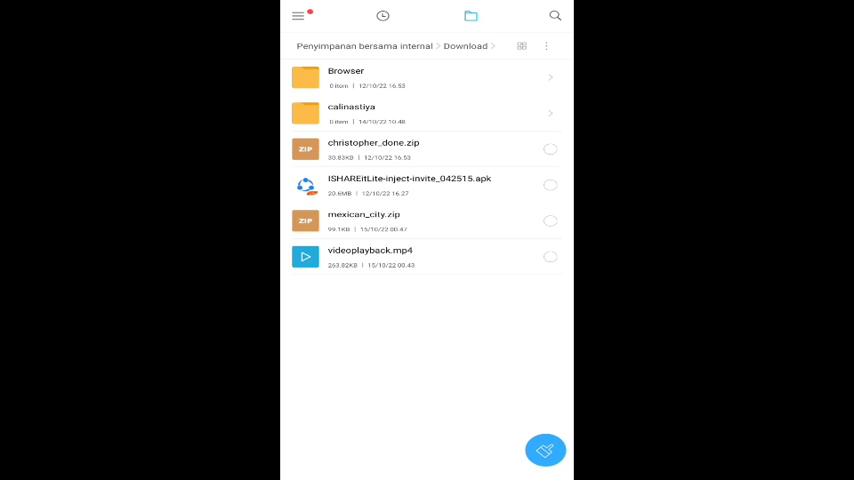 Penyimpanan bersama internal > Download >
Browser
0 item | 12/10/22 16.53
calinastiya
0 item | 14/10/22 10.48
christopher_done.zip
ZIP
30.83KB | 12/10/22 16.53
ISHAREitLite-inject-invite_042515.apk
20.6MB | 12/10/22 16.27
mexican_city.zip
ZIP
99.1KB | 15/10/22 00.47
videoplayback.mp4
263.82KB | 15/10/22 00.43